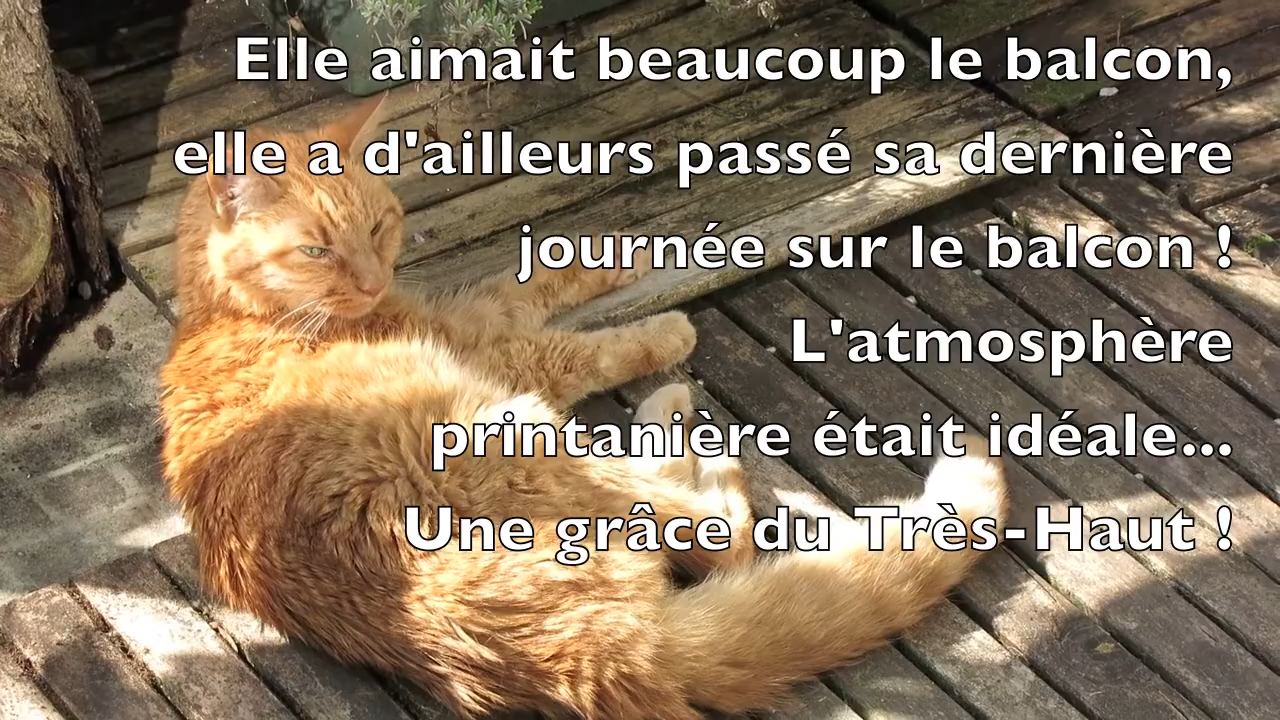 Elle aimait beaucoup le balcon,
elle a d'ailleurs passé sa dernière
journée sur le balcon !
L'atmosphère
printanière était idéale...
Une grâce du Très-Haut !